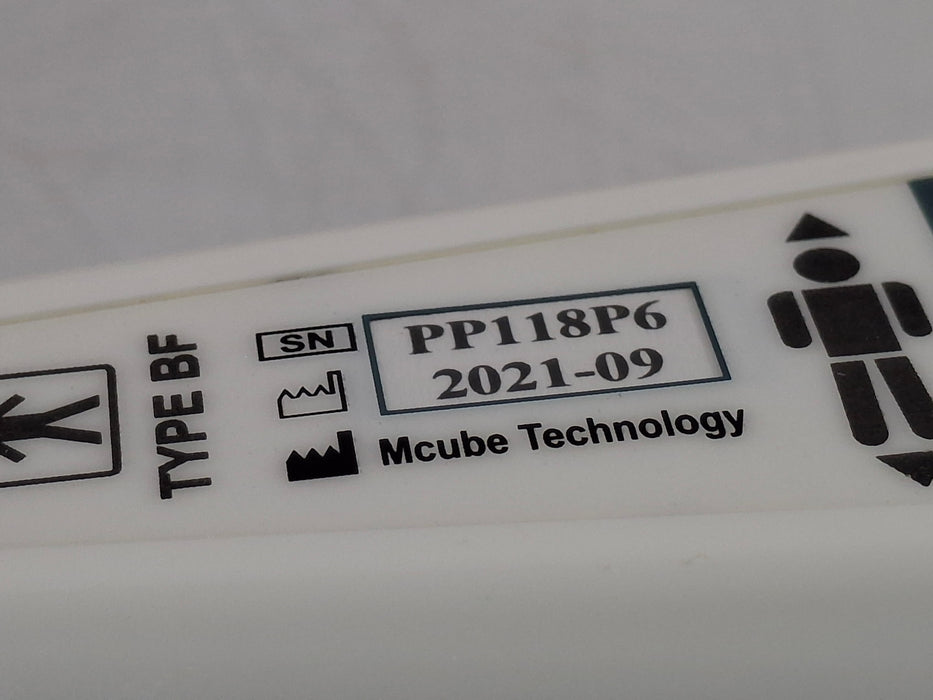 TYPE BF
SN
PP118P6
2021-09
Mcube Technology